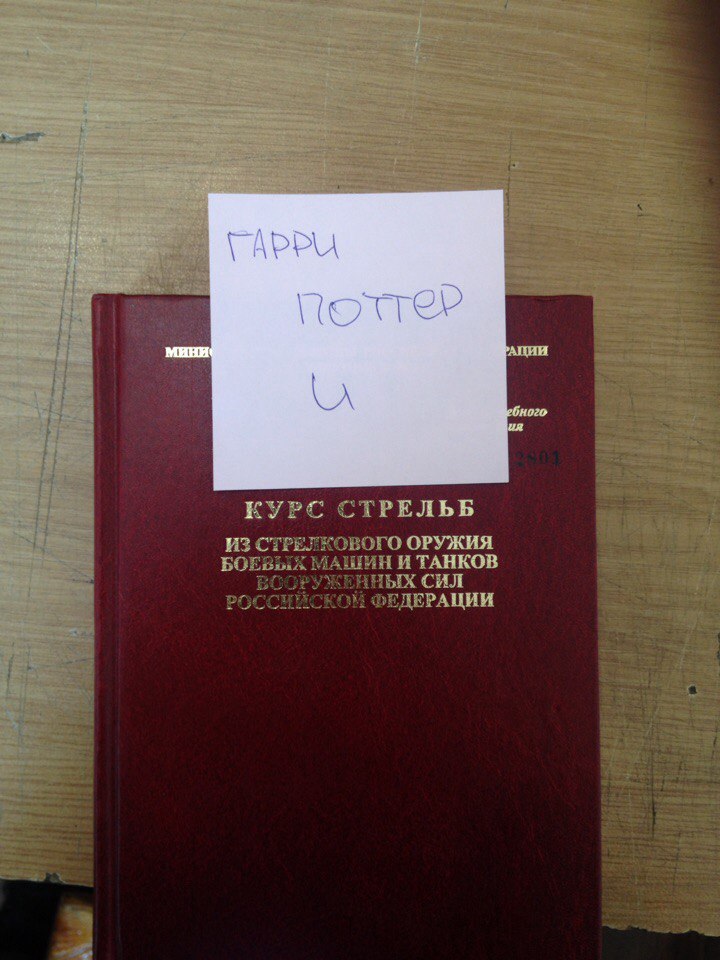 ГАРРИ
ПОТТЕР
И
КУРС СТРЕЛЬБ
ИЗ СТРЕЛКОВОГО ОРУЖИЯ
БОЕВЫХ МАШИН И ТАНКОВ
ВООРУЖЕННЫХ СИЛ
РОССИЙСКОЙ ФЕДЕРАЦИИ